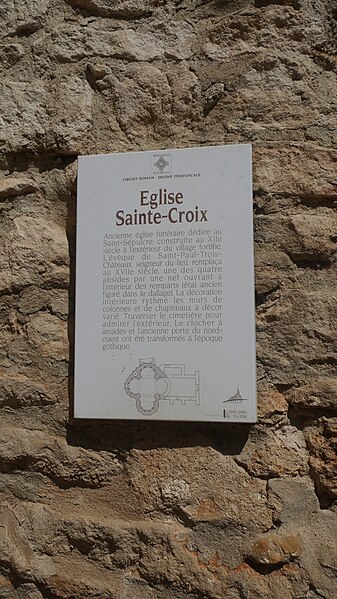 CIRCUIT ROMAN - DROME PROVENCALE
Eglise
Sainte-Croix
Ancienne église funéraire dédiée au
Saint-Sépulcre, construite au XIIe
siècle à l'extérieur du village fortifié.
L'évêque de Saint-Paul-Trois-
Châteaux, seigneur du lieu, remplaça
au XVIIe siècle, une des quatre
absides par une nef ouvrant à
l'intérieur des remparts (état ancien
figuré dans le dallage). La décoration
intérieure rythme les murs de
colonnes et de chapiteaux à décor
varié. Traverser le cimetière pour
admirer l'extérieur. Le clocher à
arcades et l'ancienne porte du nord-
ouest ont été transformés à l'époque
gothique.